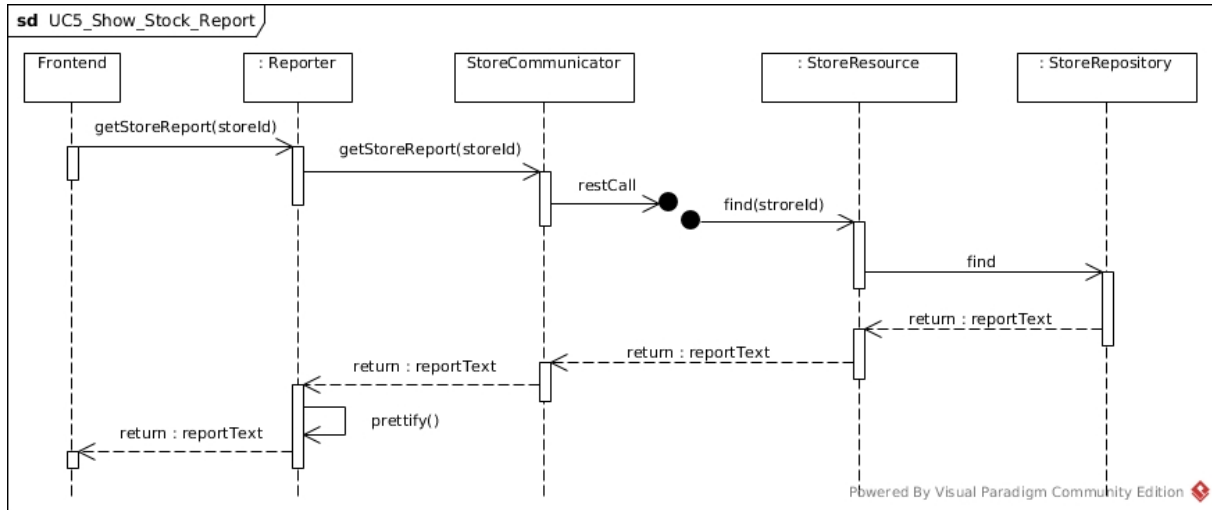 sd UC5_Show_Stock_Report
Frontend
: Reporter
StoreCommunicator
: StoreResource
: StoreRepository
getStoreReport(storeId)
getStoreReport(storeId)
restCall
find(stroreId)
find
return : reportText
return : reportText
return : reportText
prettify()
return : reportText
Powered By Visual Paradigm Community Edition